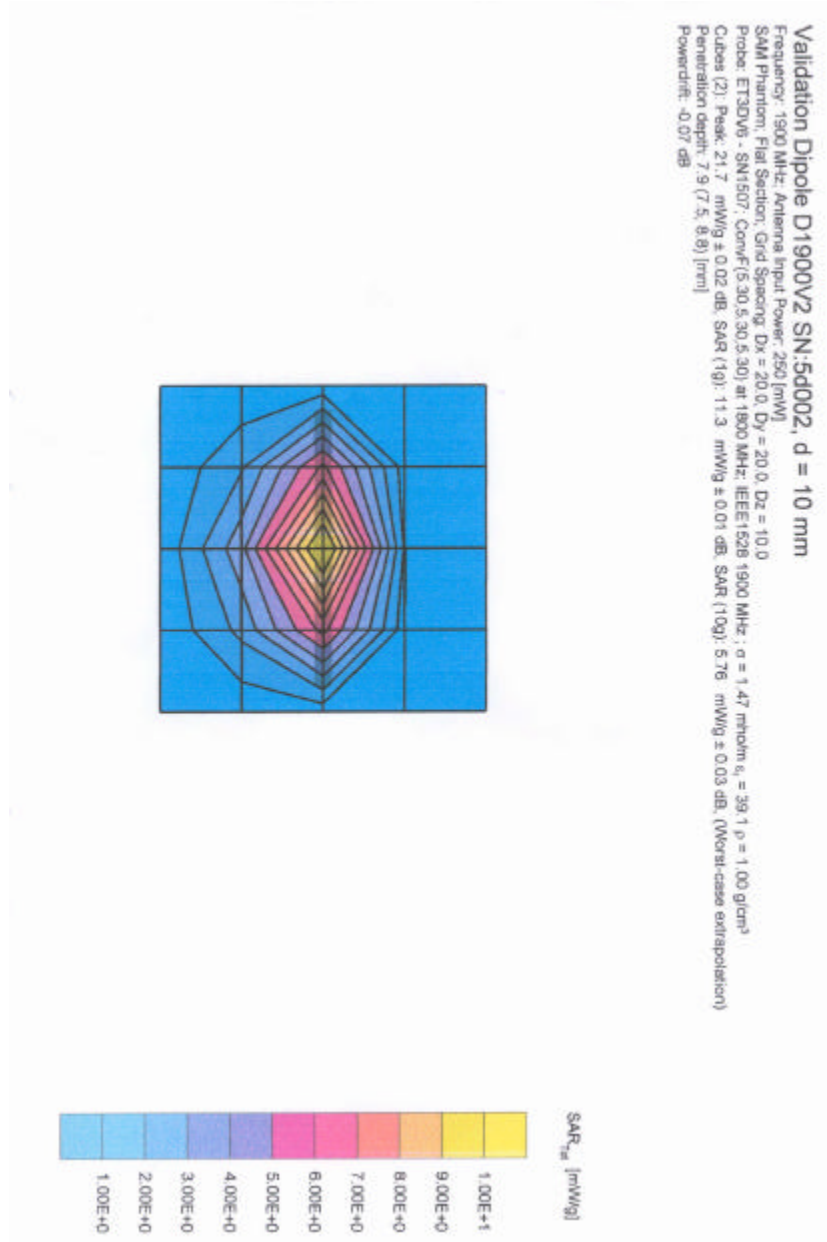 Validation Dipole D1900V2 SN:5d002, d = 10 mm
Frequency: 1900 MHz; Antenna Input Power: 250 [mW]
SAM Phantom; Flat Section; Grid Spacing: Dx = 20.0, Dy = 20.0, Dz = 10.0
Probe: ET3DV6 - SN1507; ConvF(5.30,5.30,5.30) at 1800 MHz; IEEE1528 1900 MHz ; σ = 1.47 mho/m εr = 39.1 ρ = 1.00 g/cm³
Cubes (2): Peak: 21.7 mW/g ± 0.02 dB, SAR (1g): 11.3 mW/g ± 0.01 dB, SAR (10g): 5.76 mW/g ± 0.03 dB, (Worst-case extrapolation)
Penetration depth: 7.9 (7.5, 8.8) [mm]
Powerdrift: -0.07 dB
SARTot [mW/g]
1.00E+1
9.00E+0
8.00E+0
7.00E+0
6.00E+0
5.00E+0
4.00E+0
3.00E+0
2.00E+0
1.00E+0